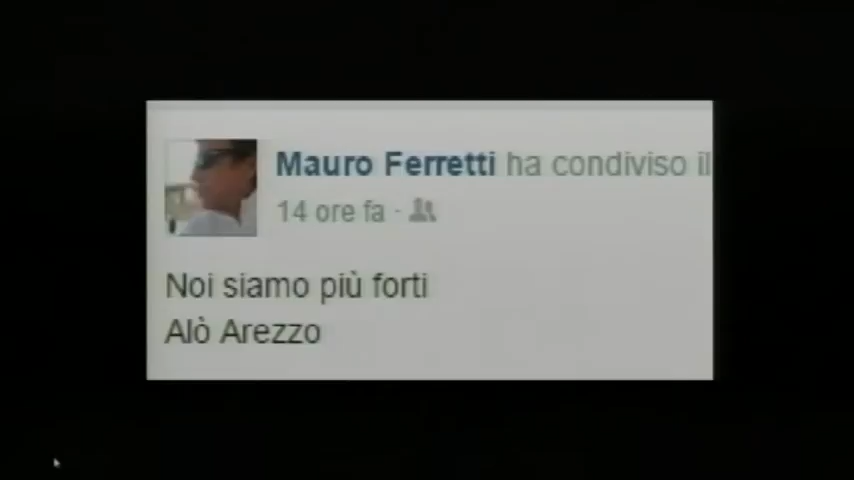 Mauro Ferretti ha condiviso il
14 ore fa ·
Noi siamo più forti
Alò Arezzo